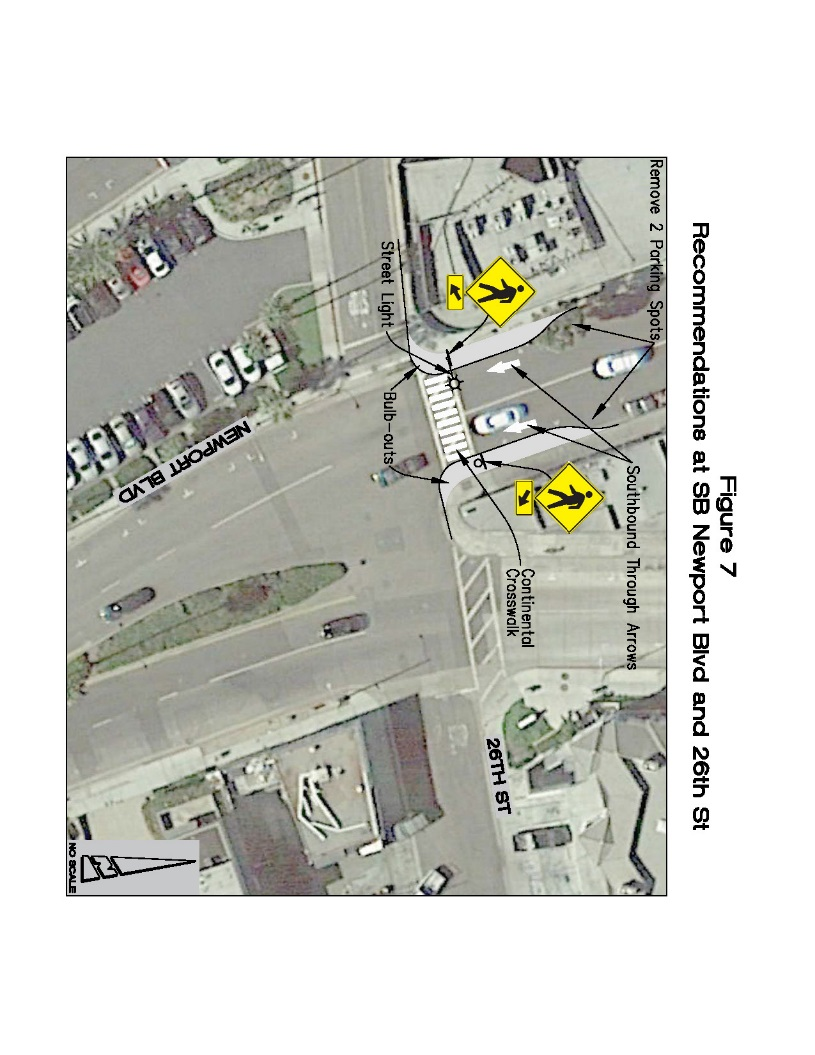 Figure 7
Recommendations at SB Newport Blvd and 26th St
Remove 2 Parking Spots
Southbound Through Arrows
Street Light
Bulb-outs
Continental
Crosswalk
NEWPORT BLVD
26TH ST
N
NO SCALE